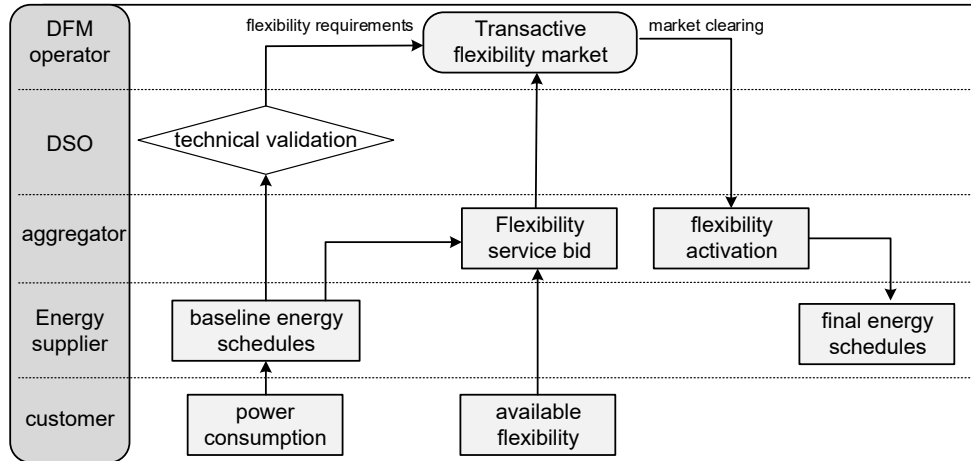 DFM
operator
flexibility requirements
Transactive
flexibility market
market clearing
DSO
technical validation
aggregator
Flexibility
service bid
flexibility
activation
Energy
supplier
baseline energy
schedules
final energy
schedules
customer
power
consumption
available
flexibility